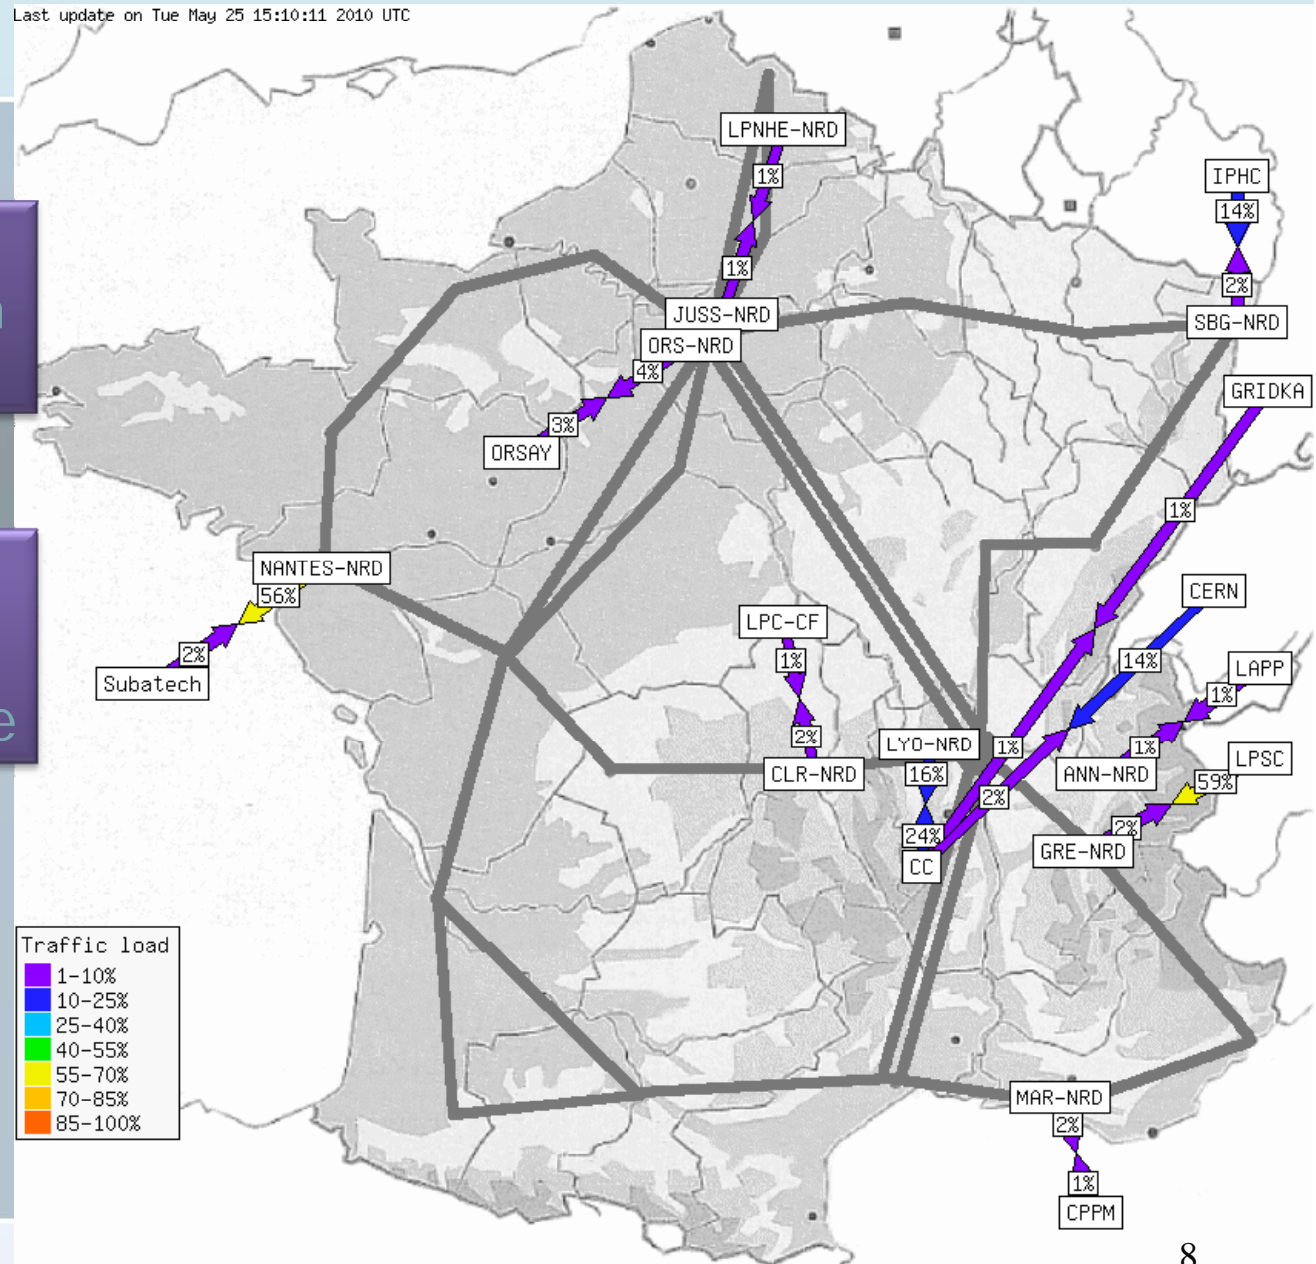 Last update on Tue May 25 15:10:11 2010 UTC
LPNHE-NRD
1%
IPHC
14%
1%
2%
JUSS-NRD
SBG-NRD
ORS-NRD
4%
GRIDKA
3%
ORSAY
1%
NANTES-NRD
56%
CERN
LPC-CF
2%
1%
14%
Subatech
LAPP
1%
2%
LYO-NRD
1%
1%
16%
ANN-NRD
59%
LPSC
CLR-NRD
2%
24%
2%
CC
GRE-NRD
Traffic load
1-10%
10-25%
25-40%
40-55%
55-70%
70-85%
85-100%
MAR-NRD
2%
1%
CPPM
8
n
e